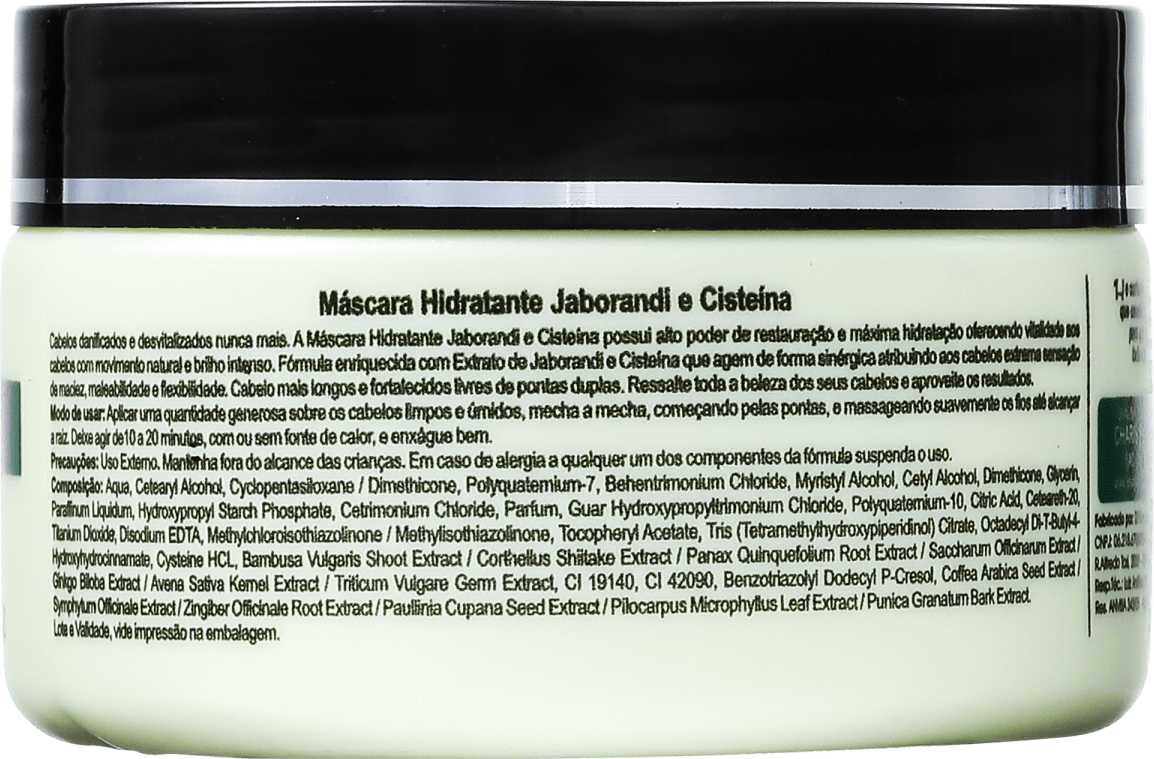 Máscara Hidratante Jaborandi e Cisteína
Cabelos danificados e desvitalizados nunca mais. A Máscara Hidratante Jaborandi e Cisteína possui alto poder de restauração e máxima hidratação oferecendo vitalidade aos
cabelos com movimento natural e brilho intenso. Fórmula enriquecida com Extrato de Jaborandi e Cisteína que agem de forma sinérgica atribuindo aos cabelos extrema sensação
de maciez, maleabilidade e flexibilidade. Cabelo mais longos e fortalecidos livres de pontas duplas. Ressalte toda a beleza dos seus cabelos e aproveite os resultados.
Modo de usar: Aplicar uma quantidade generosa sobre os cabelos limpos e úmidos, mecha a mecha, começando pelas pontas, e massageando suavemente os fios até alcançar
a raiz. Deixe agir de 10 a 20 minutos, com ou sem fonte de calor, e enxágue bem.
Precauções: Uso Externo. Mantenha fora do alcance das crianças. Em caso de alergia a qualquer um dos componentes da fórmula suspenda o uso.
Composição: Aqua, Cetearyl Alcohol, Cyclopentasiloxane / Dimethicone, Polyquaternium-7, Behentrimonium Chloride, Myristyl Alcohol, Cetyl Alcohol, Dimethicone, Glycerin,
Paraffinum Liquidum, Hydroxypropyl Starch Phosphate, Cetrimonium Chloride, Parfum, Guar Hydroxypropyltrimonium Chloride, Polyquaternium-10, Citric Acid, Ceteareth-20,
Titanium Dioxide, Disodium EDTA, Methylchloroisothiazolinone / Methylisothiazolinone, Tocopheryl Acetate, Tris (Tetramethylhydroxypiperidinol) Citrate, Octadecyl Di-T-Butyl-4-
Hydroxyhydrocinnamate, Cysteine HCL, Bambusa Vulgaris Shoot Extract / Corthellus Shiitake Extract / Panax Quinquefolium Root Extract / Saccharum Officinarum Extract /
Ginkgo Biloba Extract / Avena Sativa Kernel Extract / Triticum Vulgare Germ Extract, CI 19140, CI 42090, Benzotriazolyl Dodecyl P-Cresol, Coffea Arabica Seed Extract /
Symphytum Officinale Extract / Zingiber Officinale Root Extract / Paullinia Cupana Seed Extract / Pilocarpus Microphyllus Leaf Extract / Punica Granatum Bark Extract.
Lote e Validade, vide impressão na embalagem.
Fabricado por:
CNPJ
R. Alfredo
Resp. Téc.: